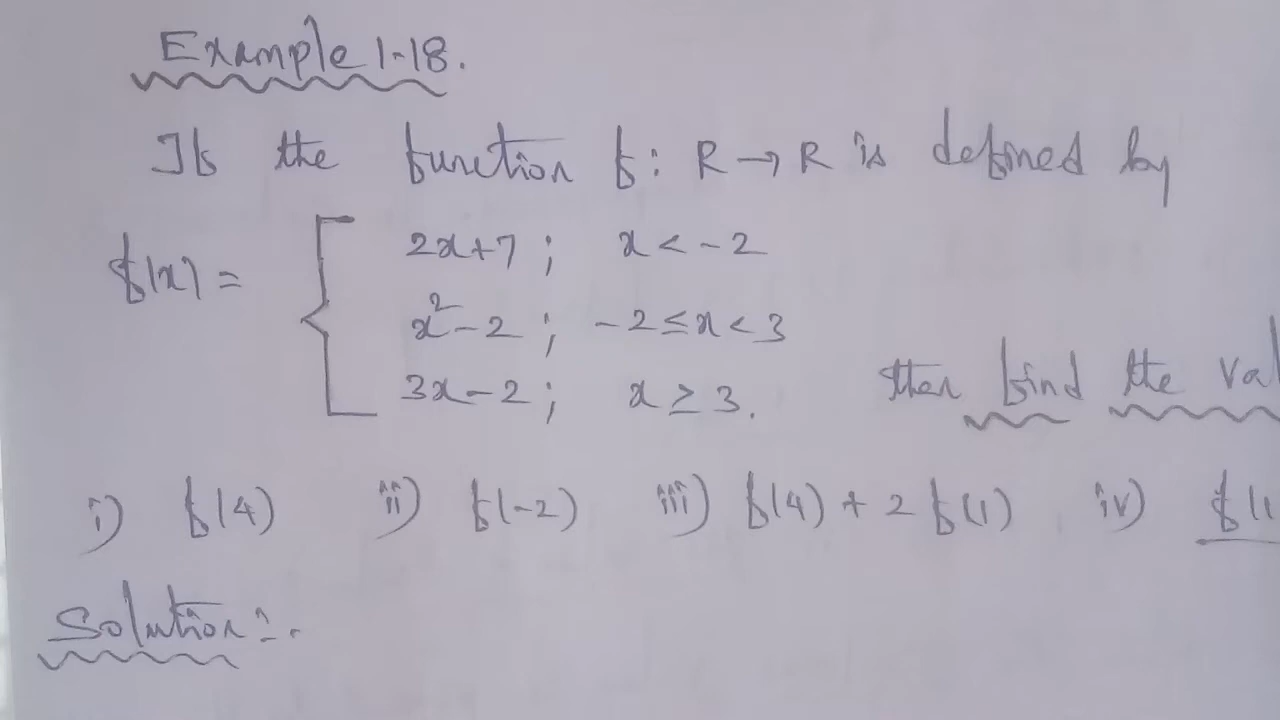 Example 1.18.
If the function f: R → R is defined by
f(x) = { 2x+7 ; x < -2
x²-2 ; -2 ≤ x < 3
3x-2 ; x ≥ 3.
then find the
i) f(4) ii) f(-2) iii) f(4) + 2 f(1) iv)
Solution:-